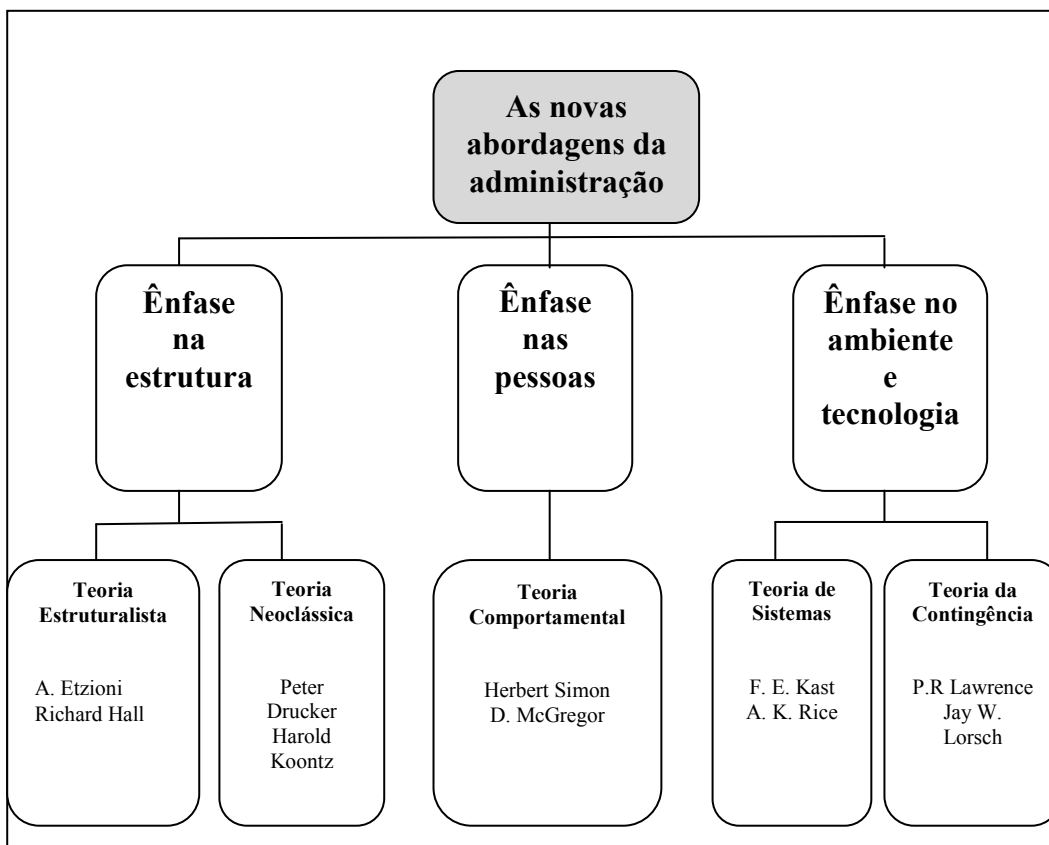 As novas
abordagens da
administração
Ênfase
na
estrutura
Ênfase
nas
pessoas
Ênfase no
ambiente
e
tecnologia
Teoria
Estruturalista
A. Etzioni
Richard Hall
Teoria
Neoclássica
Peter
Drucker
Harold
Koontz
Teoria
Comportamental
Herbert Simon
D. McGregor
Teoria de
Sistemas
F. E. Kast
A. K. Rice
Teoria da
Contingência
P.R Lawrence
Jay W.
Lorsch